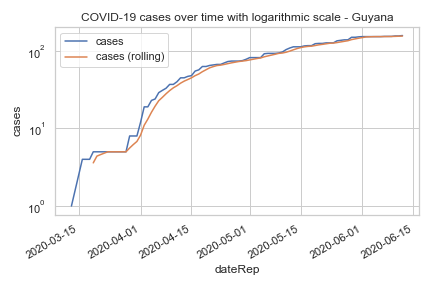 COVID-19 cases over time with logarithmic scale - Guyana
cases
cases (rolling)
10²
10¹
10⁰
cases
2020-03-15
2020-04-01
2020-04-15
2020-05-01
2020-05-15
2020-06-01
2020-06-15
dateRep